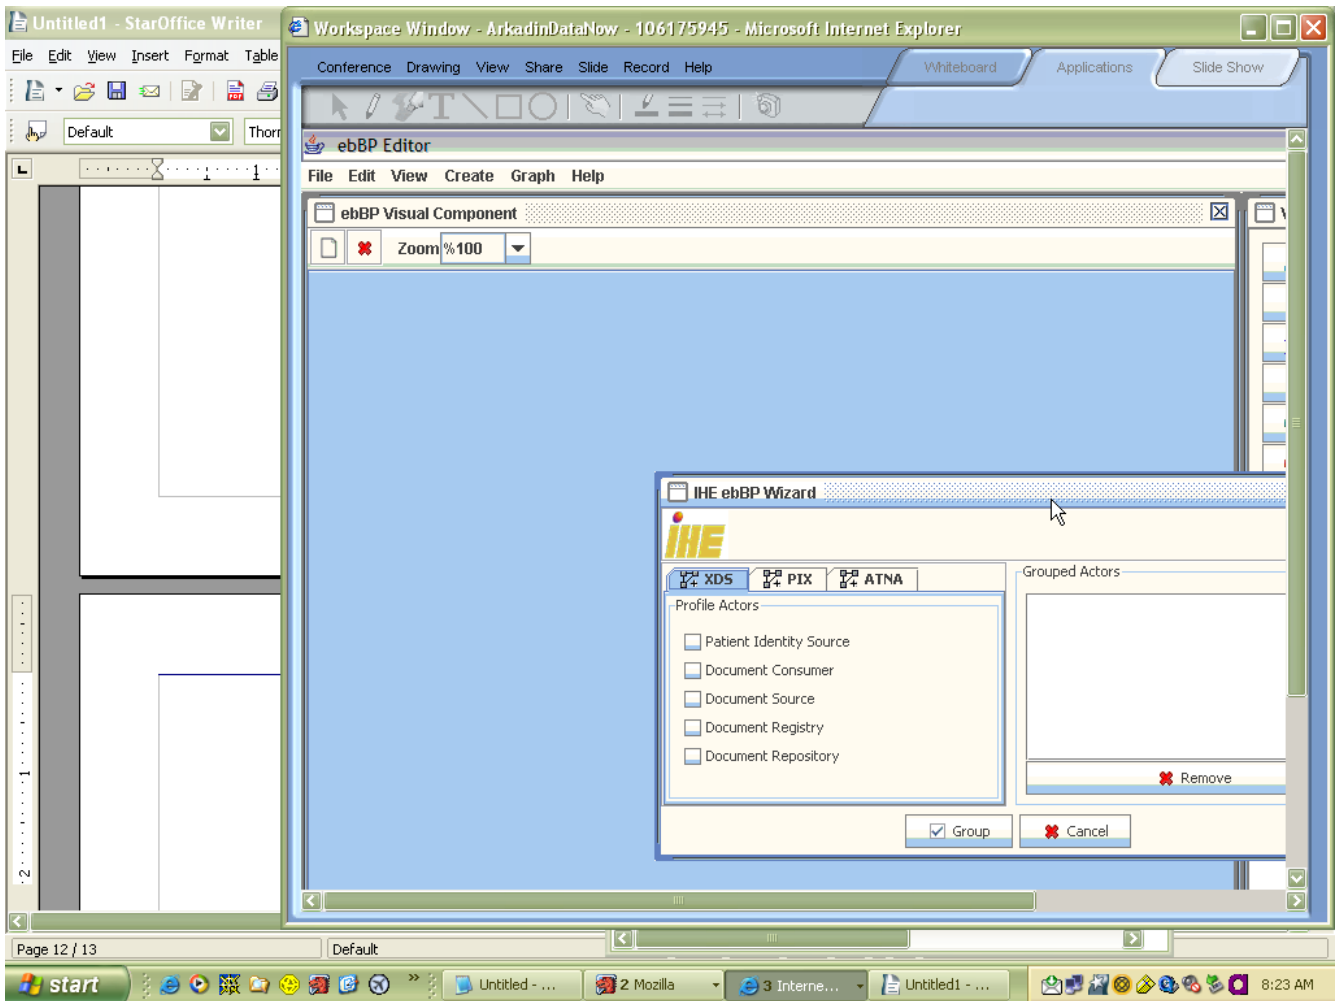 Untitled1 - StarOffice Writer
File Edit View Insert Format Table
Default
Thorn
1
1
2
Page 12 / 13
Default
Workspace Window - ArkadinDataNow - 106175945 - Microsoft Internet Explorer
Conference Drawing View Share Slide Record Help
Whiteboard
Applications
Slide Show
ebBP Editor
File Edit View Create Graph Help
ebBP Visual Component
Zoom %100
IHE ebBP Wizard
IHE
XDS PIX ATNA
Profile Actors
Patient Identity Source
Document Consumer
Document Source
Document Registry
Document Repository
Grouped Actors
Remove
Group
Cancel
start
Untitled - ...
2 Mozilla
3 Interne...
Untitled1 - ...
8:23 AM